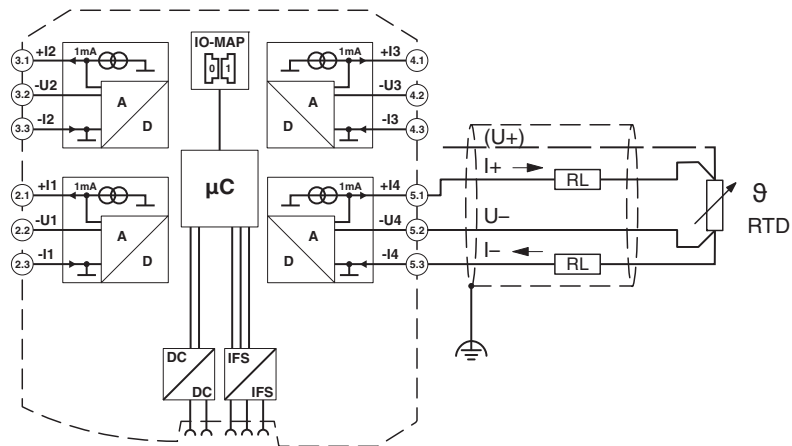 IO-MAP
0 1
3.1 +I2 1mA
3.2 -U2
3.3 -I2
A
D
1mA +I3 4.1
-U3 4.2
-I3 4.3
A
D
µC
2.1 +I1 1mA
2.2 -U1
2.3 -I1
A
D
1mA +I4 5.1
-U4 5.2
-I4 5.3
A
D
(U+)
I+
RL
U–
I–
RL
ϑ
RTD
DC
DC
IFS
IFS